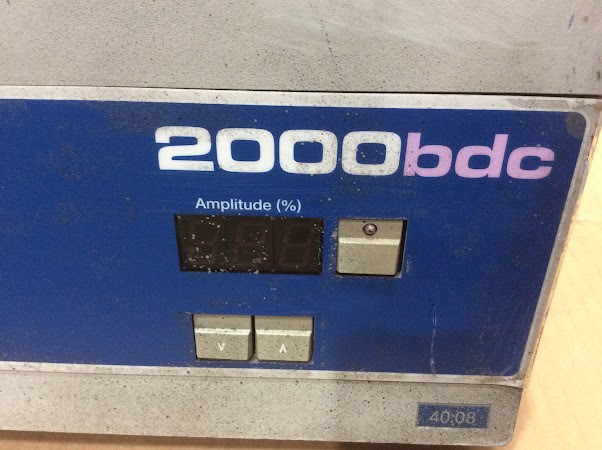 2000bdc
Amplitude (%)
v ʌ
40:08